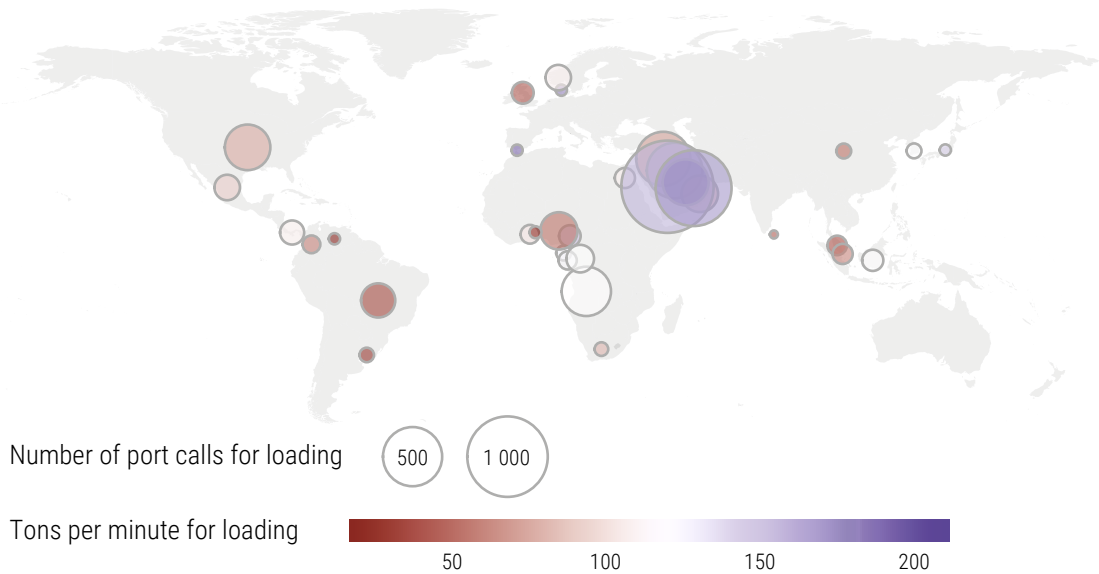 Number of port calls for loading 500 1 000
Tons per minute for loading
50 100 150 200